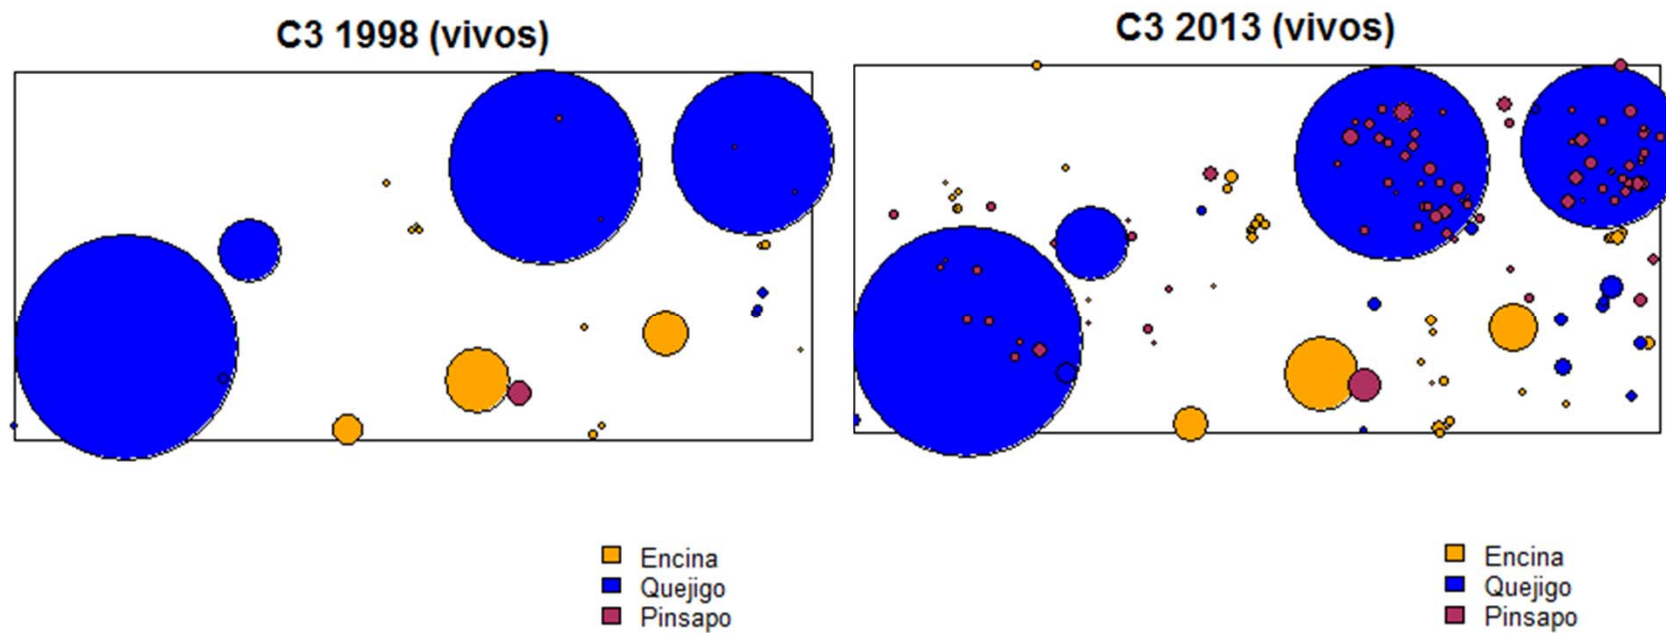 C3 1998 (vivos)
C3 2013 (vivos)
Encina
Quejigo
Pinsapo
Encina
Quejigo
Pinsapo